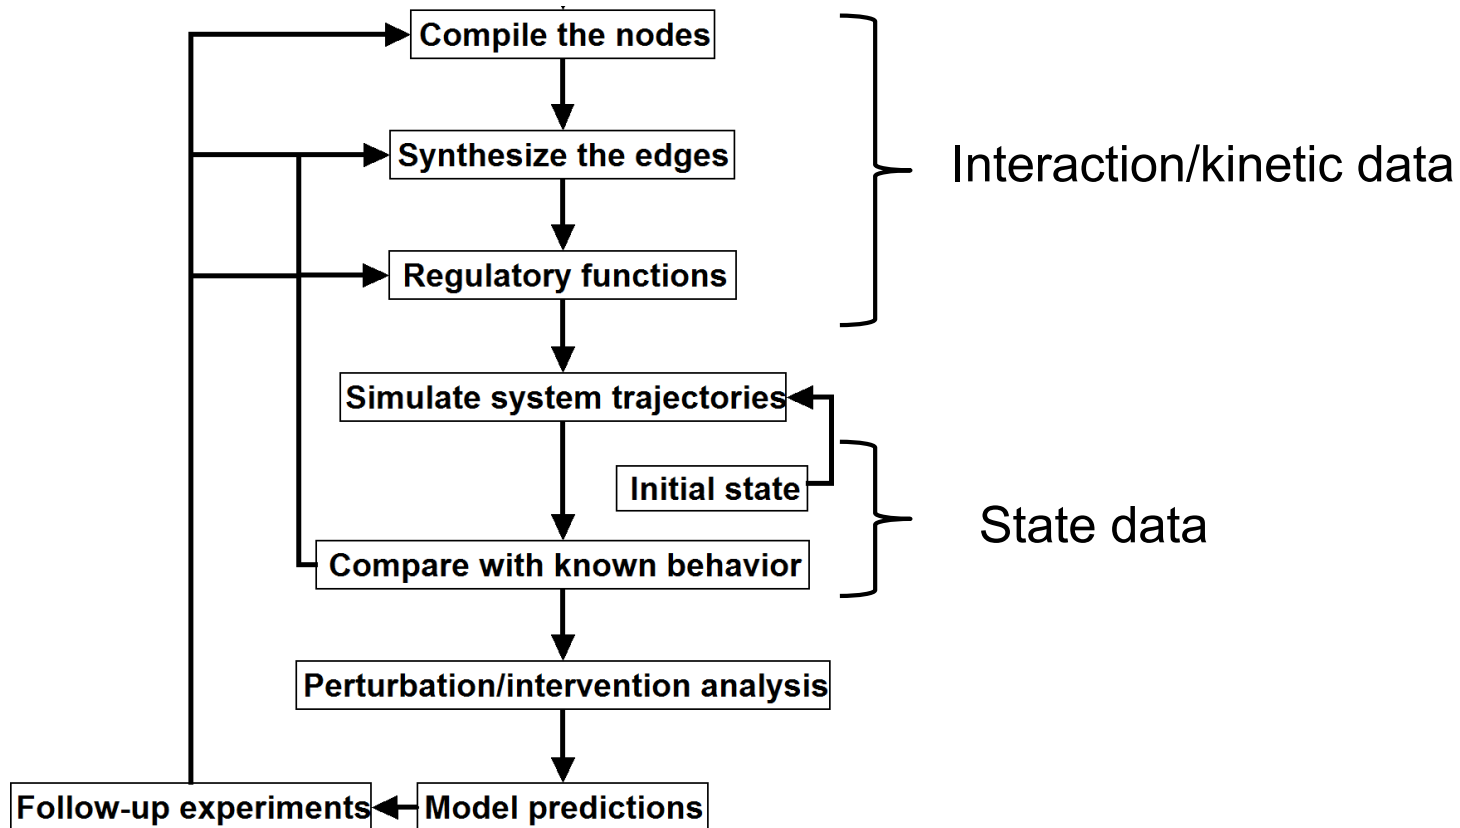 Compile the nodes
Synthesize the edges
Interaction/kinetic data
Regulatory functions
Simulate system trajectories
Initial state
State data
Compare with known behavior
Perturbation/intervention analysis
Follow-up experiments
Model predictions